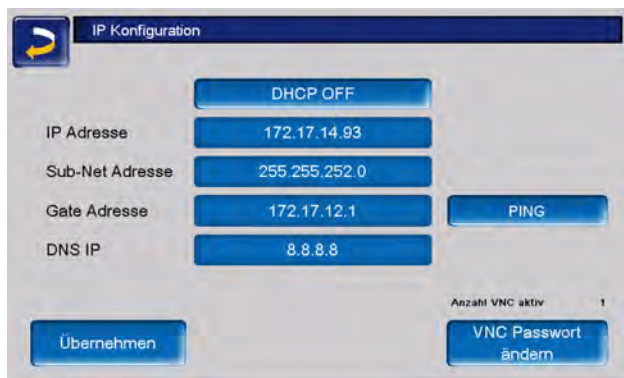 IP Konfiguration
DHCP OFF
IP Adresse 172.17.14.93
Sub-Net Adresse 255.255.252.0
Gate Adresse 172.17.12.1 PING
DNS IP 8.8.8.8
Anzahl VNC aktiv 1
Übernehmen
VNC Passwort
ändern